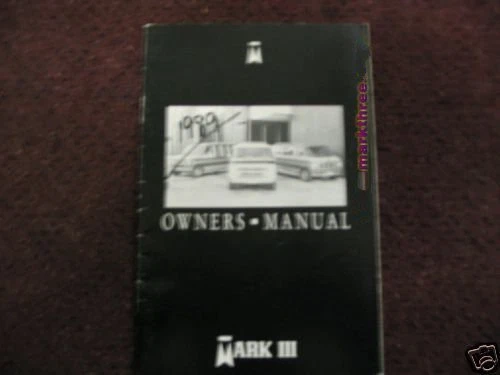 M
1989
markthree
OWNERS - MANUAL
MARK III